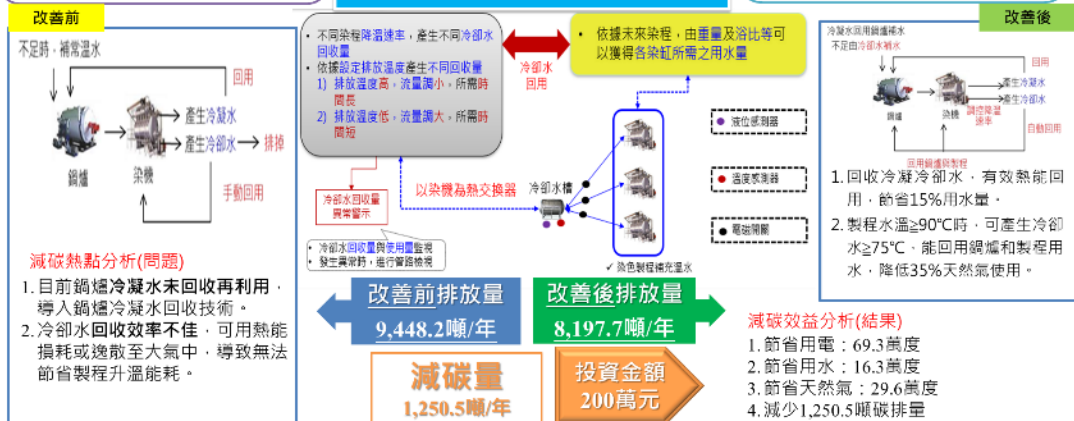 改善前
不足時，補常溫水
回用
產生冷凝水
產生冷卻水
排掉
鍋爐
染機
手動回用
減碳熱點分析(問題)
1.目前鍋爐冷凝水未回收再利用，
導入鍋爐冷凝水回收技術。
2.冷卻水回收效率不佳，可用熱能
損耗或逸散至大氣中，導致無法
節省製程升溫能耗。
• 不同染程降溫速率，產生不同冷卻水
回收量
• 依據設定排放溫度產生不同回收量
1) 排放溫度高，流量調小，所需時
間長
2) 排放溫度低，流量調大，所需時
間短
冷卻水
回用
• 依據未來染程，由重量及浴比等可
以獲得各染缸所需之用水量
冷卻水回收量
異常警示
以染機為熱交換器
冷卻水槽
• 冷卻水回收量與使用量監視
• 發生異常時，進行管路檢視
液位感測器
溫度感測器
電磁開關
✓ 染色製程補充溫水
改善前排放量
9,448.2噸/年
改善後排放量
8,197.7噸/年
減碳量
1,250.5噸/年
投資金額
200萬元
改善後
冷凝水回用鍋爐補水
不足由冷卻水補水
回用
產生冷凝水
產生冷卻水
鍋爐
染機
調控降溫
速率
自動回用
回用鍋爐與製程
1.回收冷凝冷卻水，有效熱能回
用，節省15%用水量。
2.製程水溫≧90℃時，可產生冷卻
水≧75℃，能回用鍋爐和製程用
水，降低35%天然氣使用。
減碳效益分析(結果)
1.節省用電：69.3萬度
2.節省用水：16.3萬度
3.節省天然氣：29.6萬度
4.減少1,250.5噸碳排量